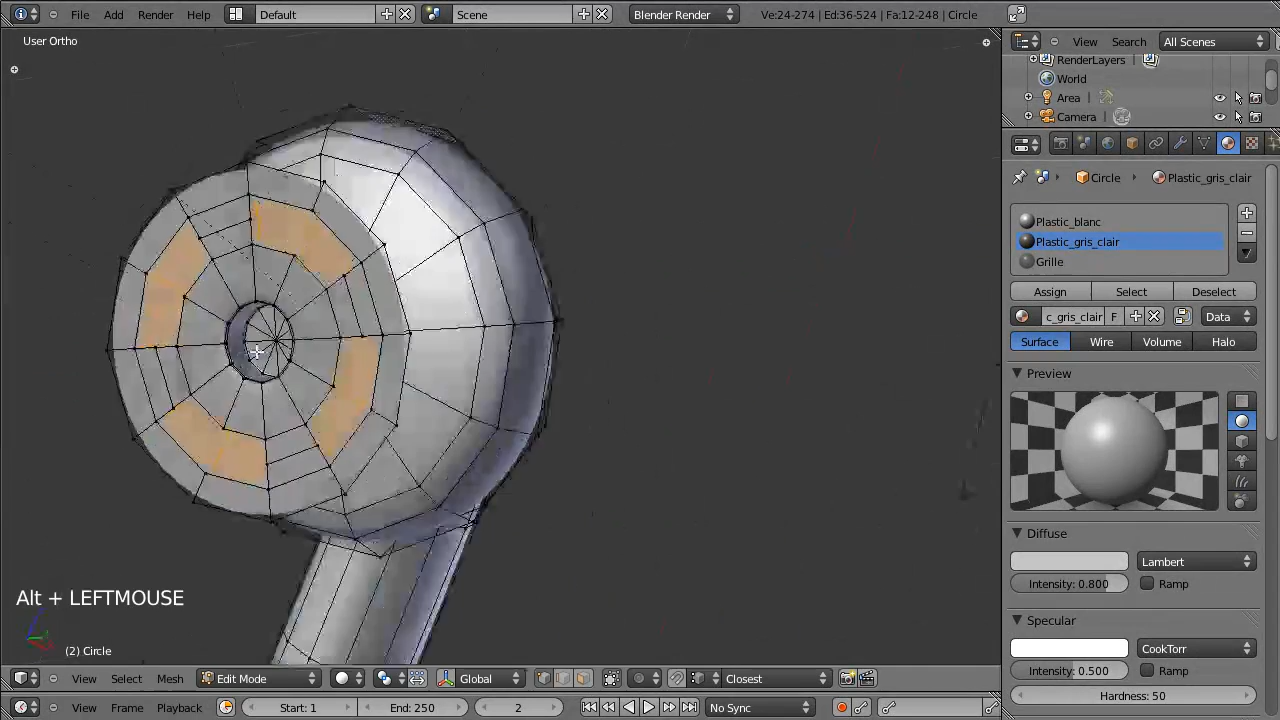 File Add Render Help Default Scene Blender Render Ve:24-274 | Ed:36-524 | Fa:12-248 | Circle
User Ortho
View Search All Scenes
RenderLayers |
World
Area |
Camera |
Circle Plastic_gris_clair
Plastic_blanc
Plastic_gris_clair
Grille
Assign Select Deselect
c_gris_clair F Data
Surface Wire Volume Halo
Preview
Diffuse
Lambert
Intensity: 0.800 Ramp
Specular
CookTorr
Intensity: 0.500 Ramp
Hardness: 50
Alt + LEFTMOUSE
(2) Circle
View Select Mesh Edit Mode Global Closest
View Frame Playback Start: 1 End: 250 2 No Sync